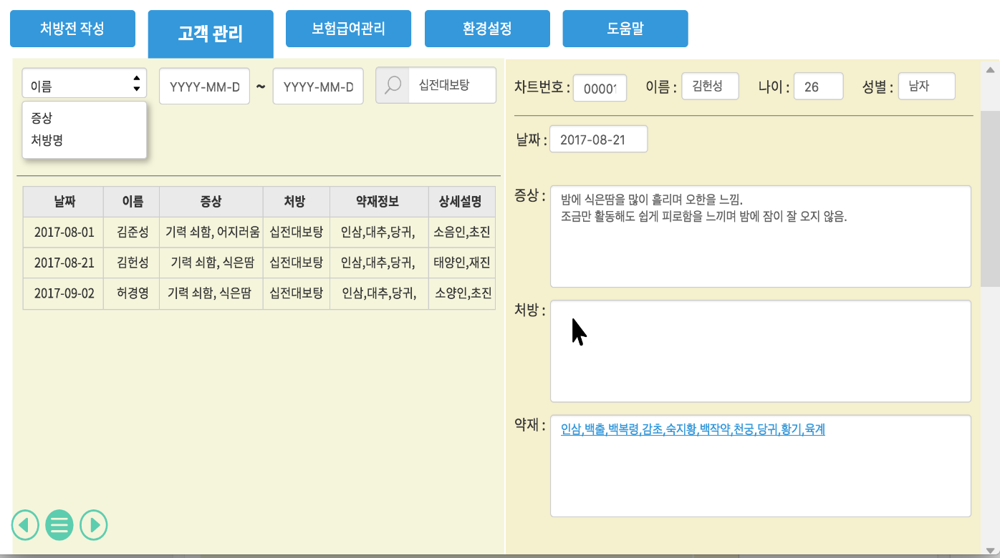 처방전 작성
고객 관리
보험급여관리
환경설정
도움말
이름
YYYY-MM-D
~
YYYY-MM-D
십전대보탕
증상
처방명
날짜 이름 증상 처방 약재정보 상세설명
2017-08-01 김준성 기력 쇠함, 어지러움 십전대보탕 인삼,대추,당귀, 소음인,초진
2017-08-21 김헌성 기력 쇠함, 식은땀 십전대보탕 인삼,대추,당귀, 태양인,재진
2017-09-02 허경영 기력 쇠함, 식은땀 십전대보탕 인삼,대추,당귀, 소양인,초진
차트번호 : 00001 이름 : 김헌성 나이 : 26 성별 : 남자
날짜 : 2017-08-21
증상 : 밤에 식은땀을 많이 흘리며 오한을 느낌.
조금만 활동해도 쉽게 피로함을 느끼며 밤에 잠이 잘 오지 않음.
처방 :
약재 : 인삼,백출,백복령,감초,숙지황,백작약,천궁,당귀,황기,육계